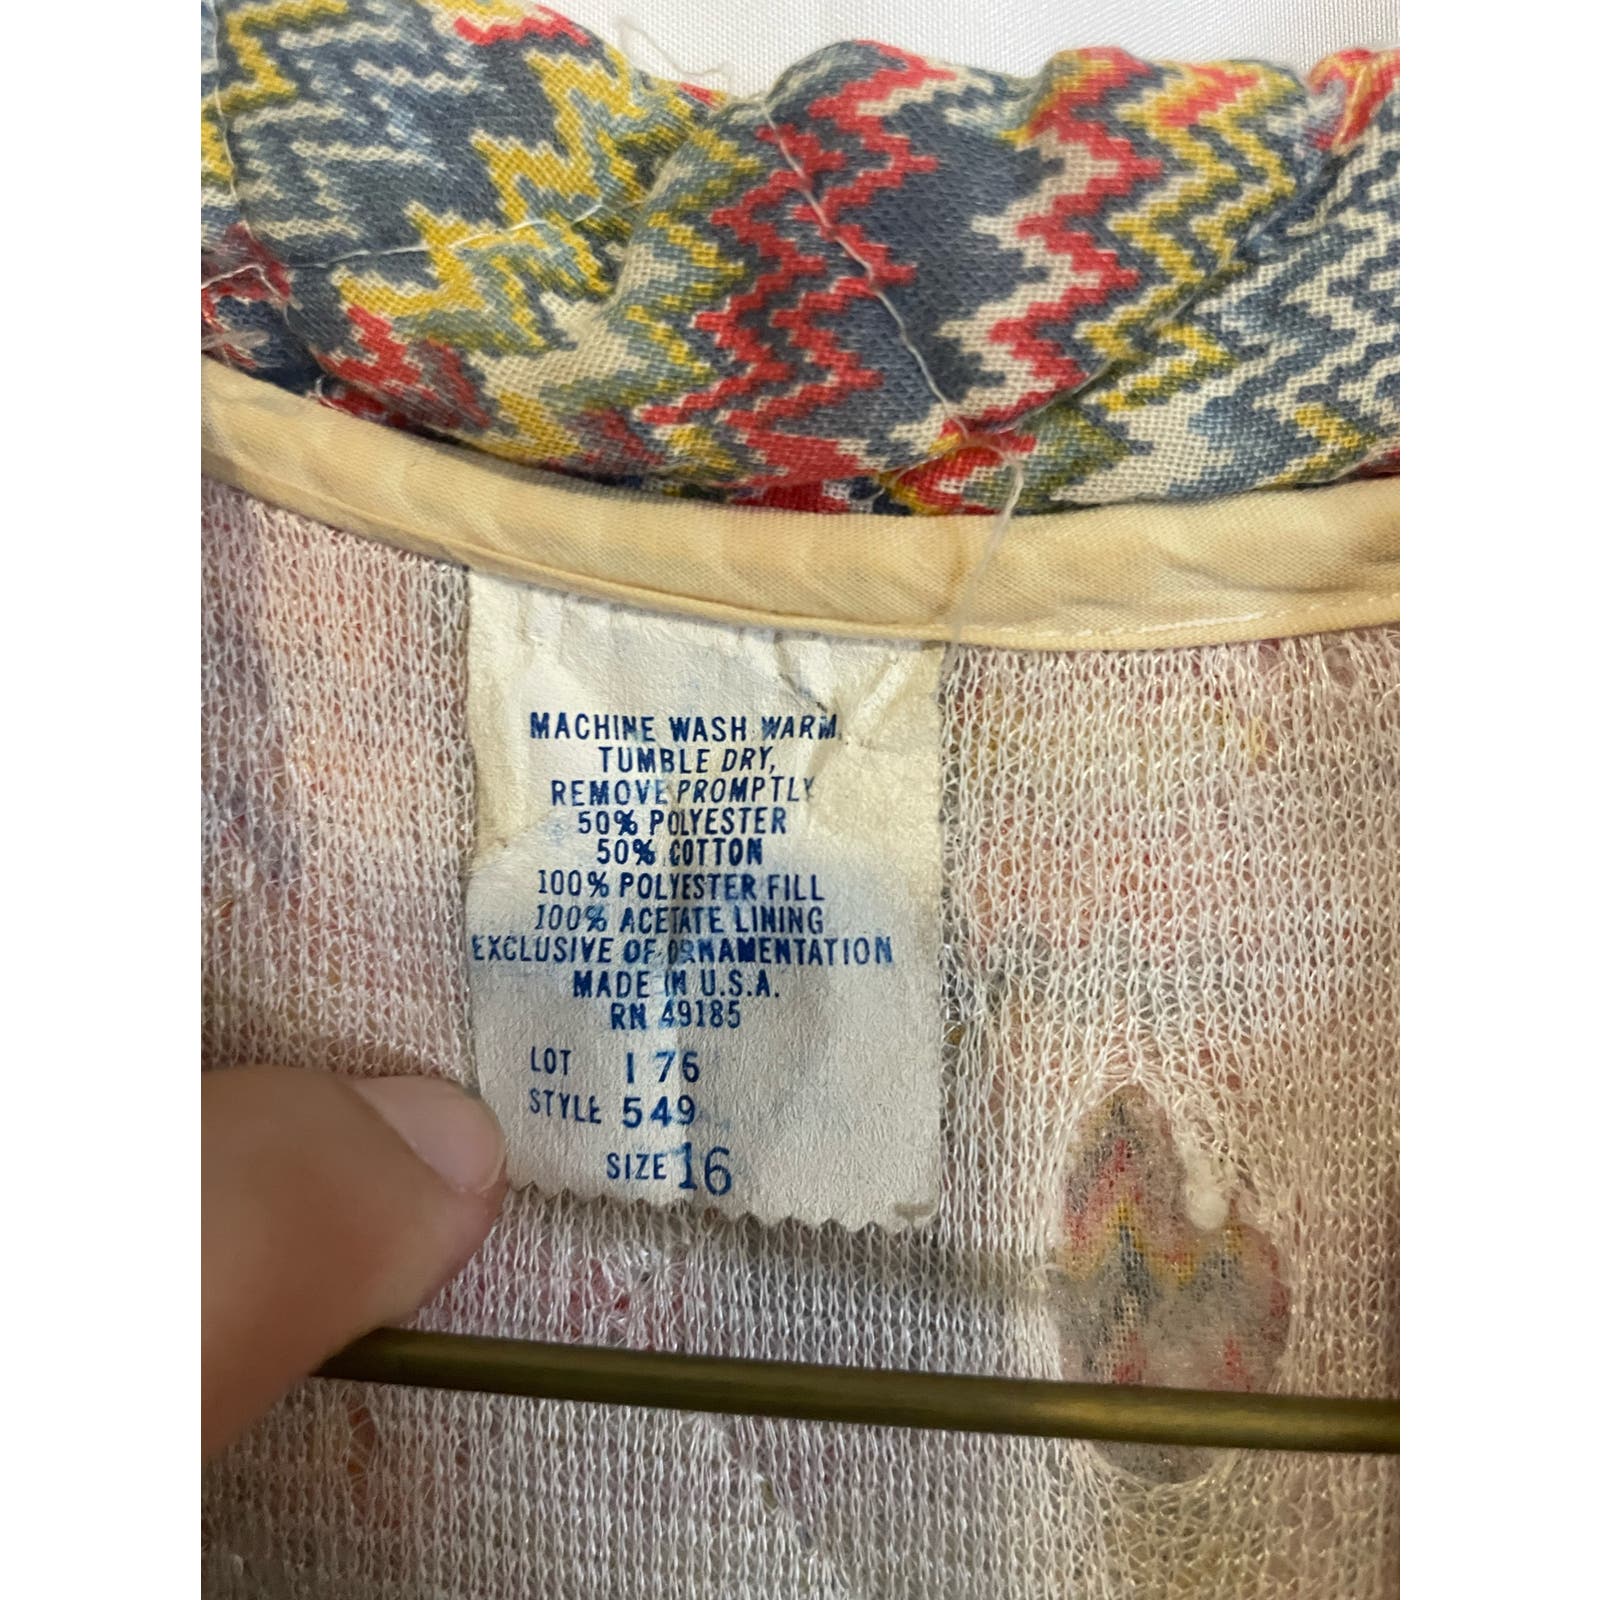 MACHINE WASH WARM,
TUMBLE DRY,
REMOVE PROMPTLY
50% POLYESTER
50% COTTON
100% POLYESTER FILL
100% ACETATE LINING
EXCLUSIVE OF ORNAMENTATION
MADE IN U.S.A.
RN 49185
LOT 176
STYLE 549
SIZE 16